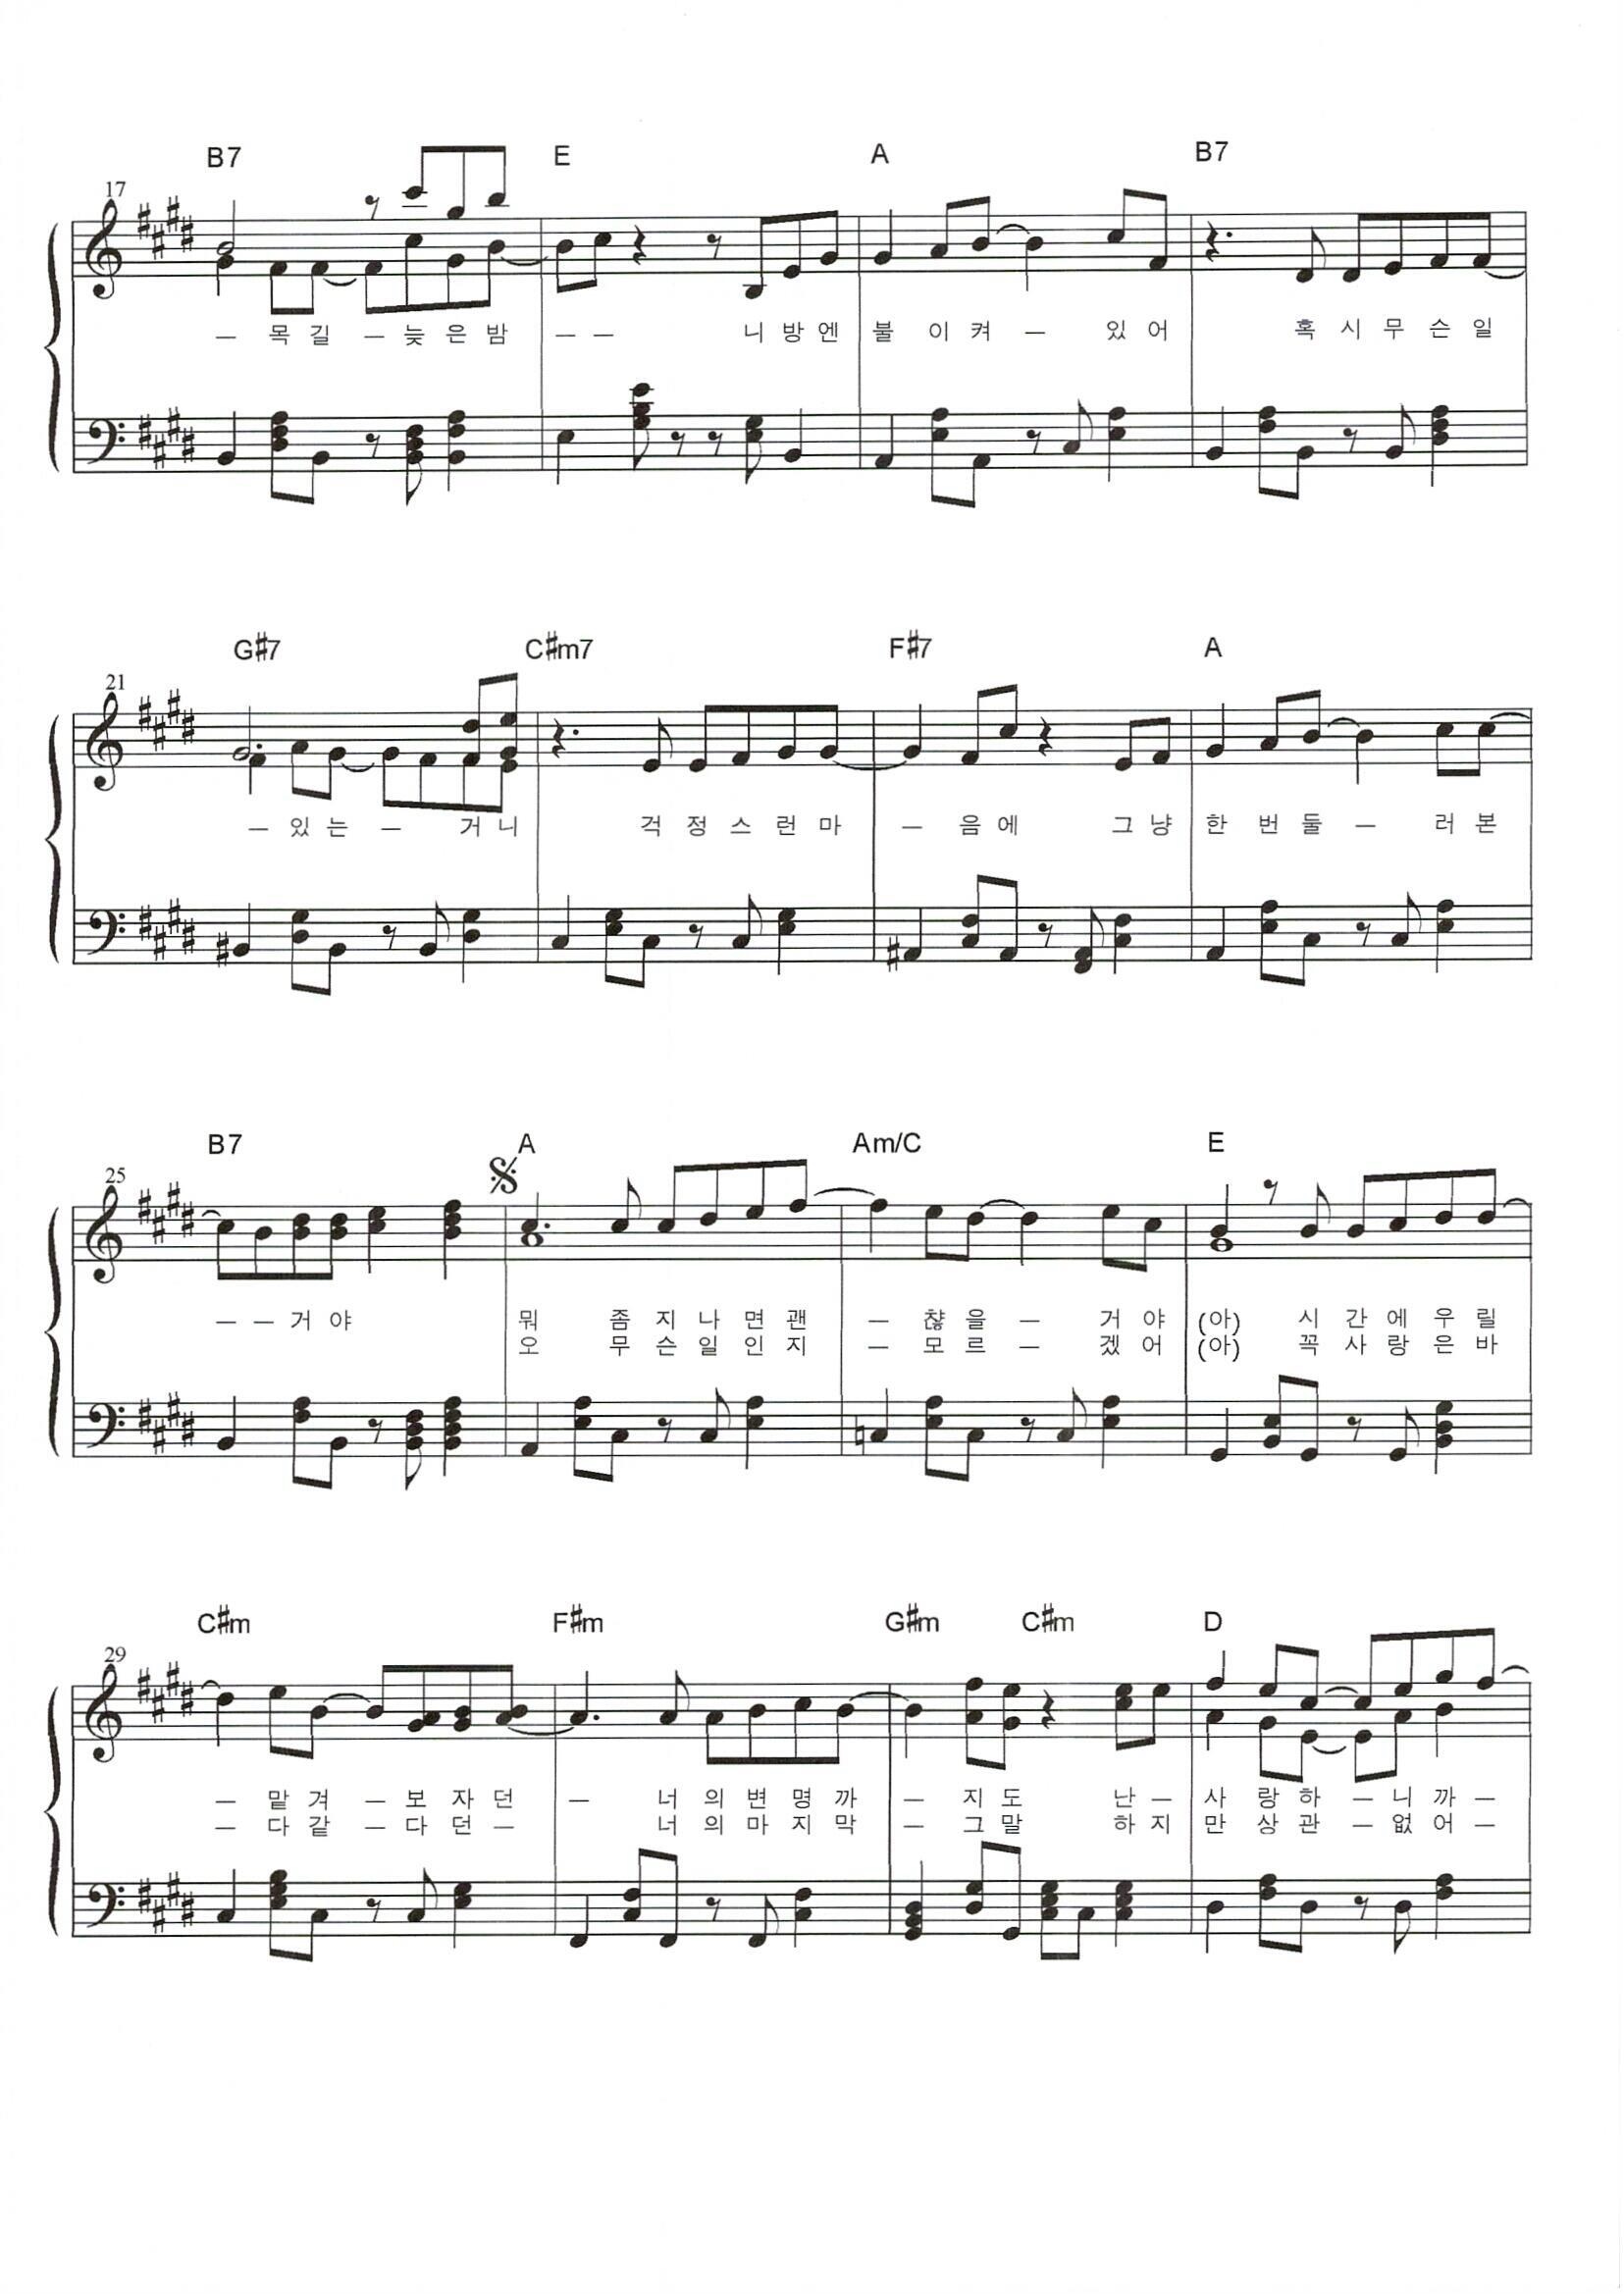 B7 E A B7
17
— 목 길 — 늦 은 밤 — — 니 방 엔 불 이 켜 — 있 어 혹 시 무 슨 일
G#7 C#m7 F#7 A
21
— 있 는 — 거 니 걱 정 스 런 마 — 음 에 그 냥 한 번 둘 — 러 본
B7 A Am/C E
25
— — 거 야 뭐 좀 지 나 면 괜 — 찮 을 — 거 야 (아) 시 간 에 우 릴
오 무 슨 일 인 지 — 모 르 — 겠 어 (아) 꼭 사 랑 은 바
C#m F#m G#m C#m D
29
— 맡 겨 — 보 자 던 — 너 의 변 명 까 — 지 도 난 — 사 랑 하 — 니 까 —
— 다 같 — 다 던 — 너 의 마 지 막 — 그 말 하 지 만 상 관 — 없 어 —